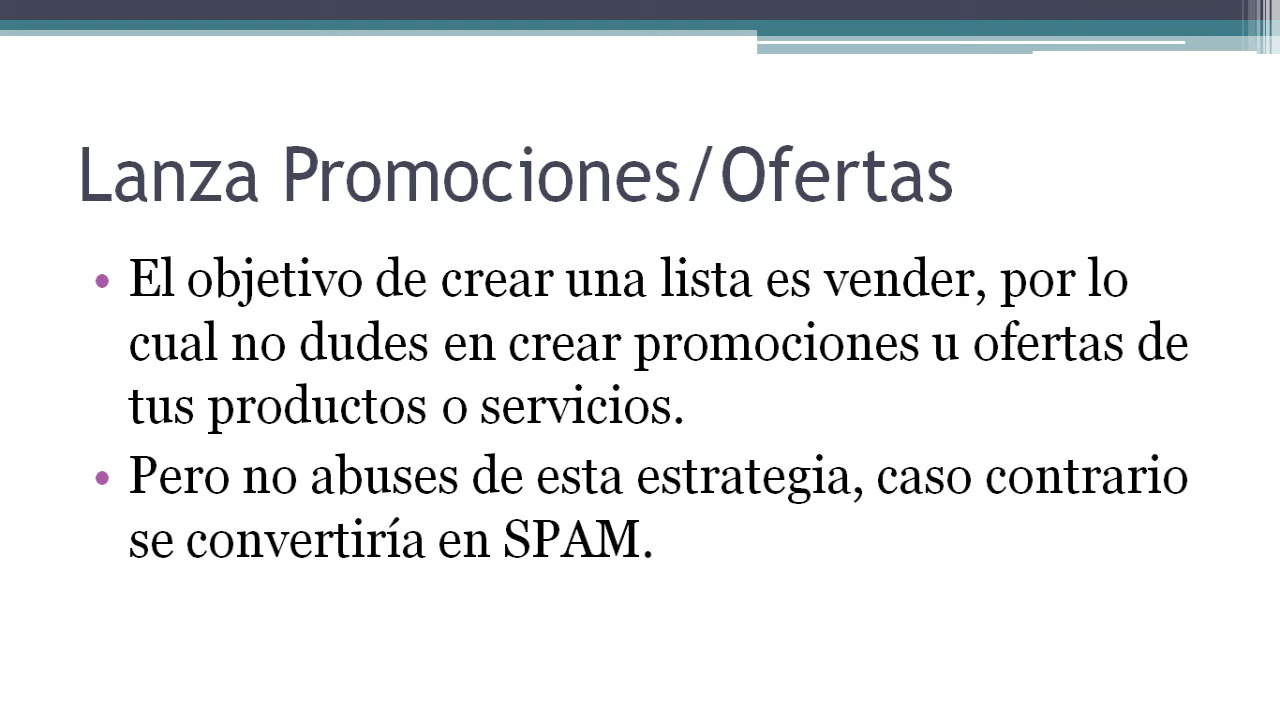 Lanza Promociones/Ofertas
• El objetivo de crear una lista es vender, por lo
cual no dudes en crear promociones u ofertas de
tus productos o servicios.
• Pero no abuses de esta estrategia, caso contrario
se convertiría en SPAM.